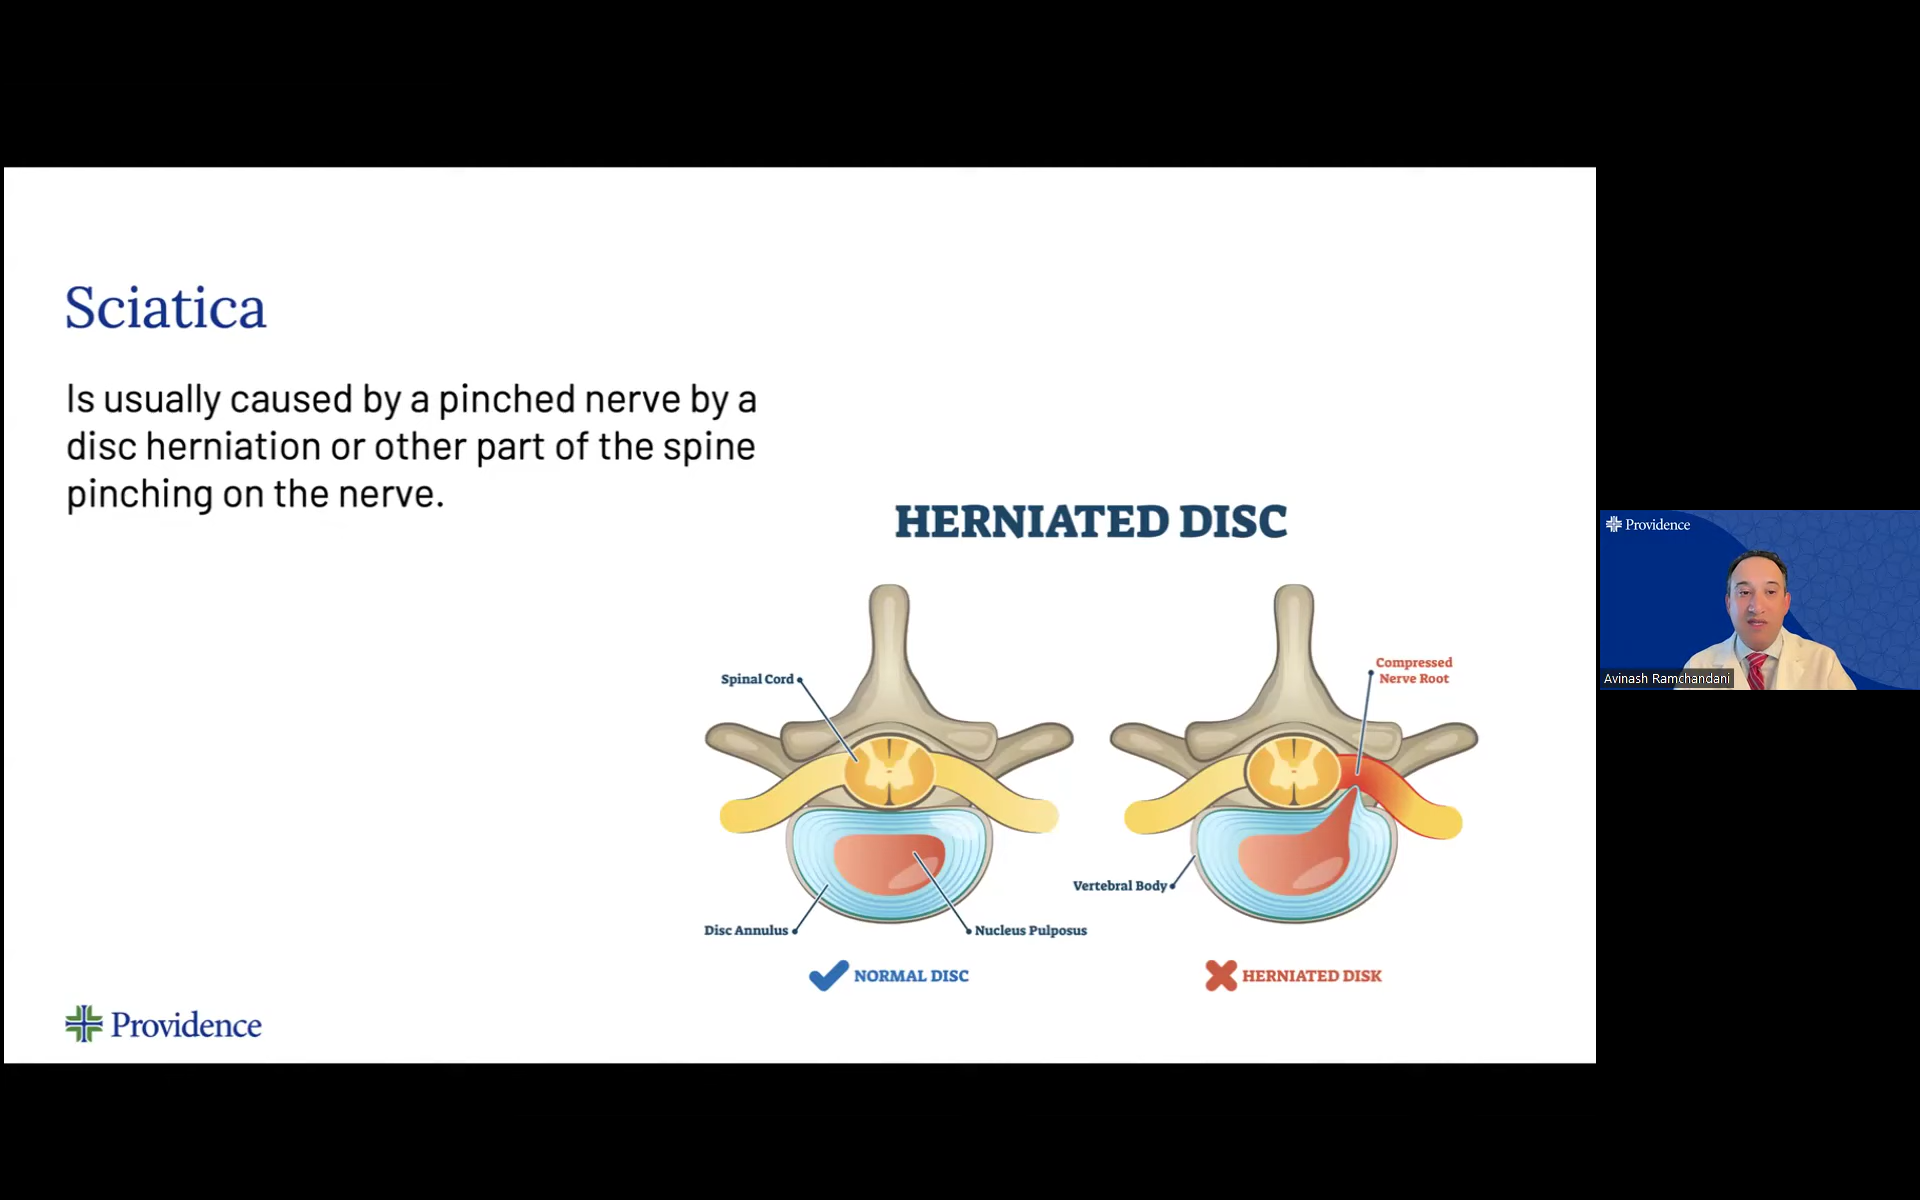 Sciatica
Is usually caused by a pinched nerve by a
disc herniation or other part of the spine
pinching on the nerve.
HERNIATED DISC
Spinal Cord
Compressed
Nerve Root
Vertebral Body
Disc Annulus
Nucleus Pulposus
NORMAL DISC
HERNIATED DISK
Providence
Providence
Avinash Ramchandani